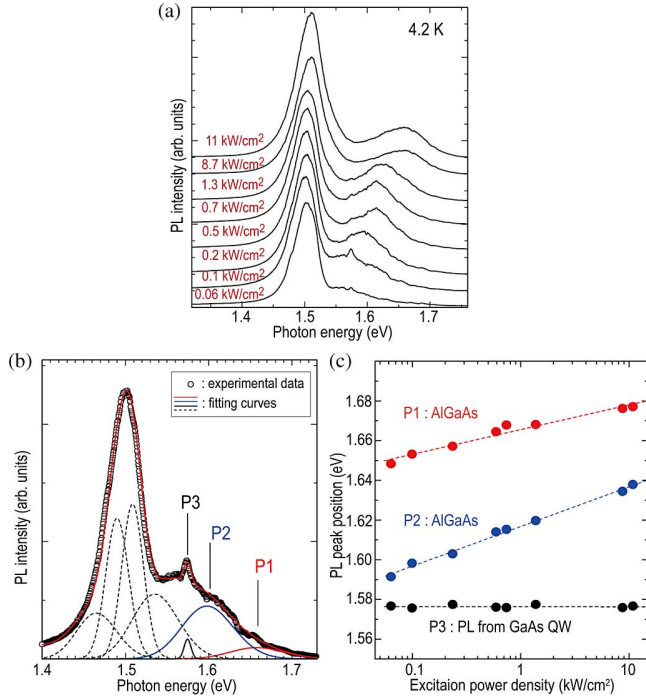 (a)
4.2 K
PL intensity (arb. units)
11 kW/cm²
8.7 kW/cm²
1.3 kW/cm²
0.7 kW/cm²
0.5 kW/cm²
0.2 kW/cm²
0.1 kW/cm²
0.06 kW/cm²
1.4 1.5 1.6 1.7
Photon energy (eV)
(b)
: experimental data
: fitting curves
PL intensity (arb. units)
P3
P2
P1
1.4 1.5 1.6 1.7
Photon energy (eV)
(c)
PL peak position (eV)
1.68
1.66
1.64
1.62
1.60
1.58
1.56
P1 : AlGaAs
P2 : AlGaAs
P3 : PL from GaAs QW
0.1 1 10
Excitaion power density (kW/cm²)